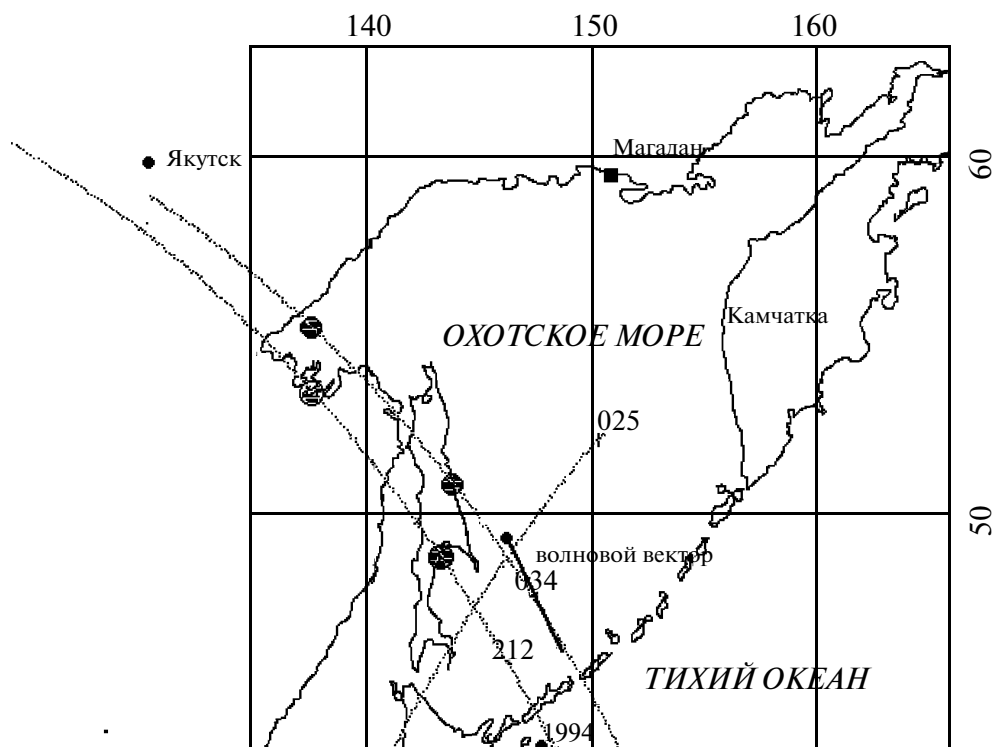 140 150 160
Якутск
Магадан
60
Камчатка
ОХОТСКОЕ МОРЕ
025
50
волновой вектор
034
212
ТИХИЙ ОКЕАН
1994